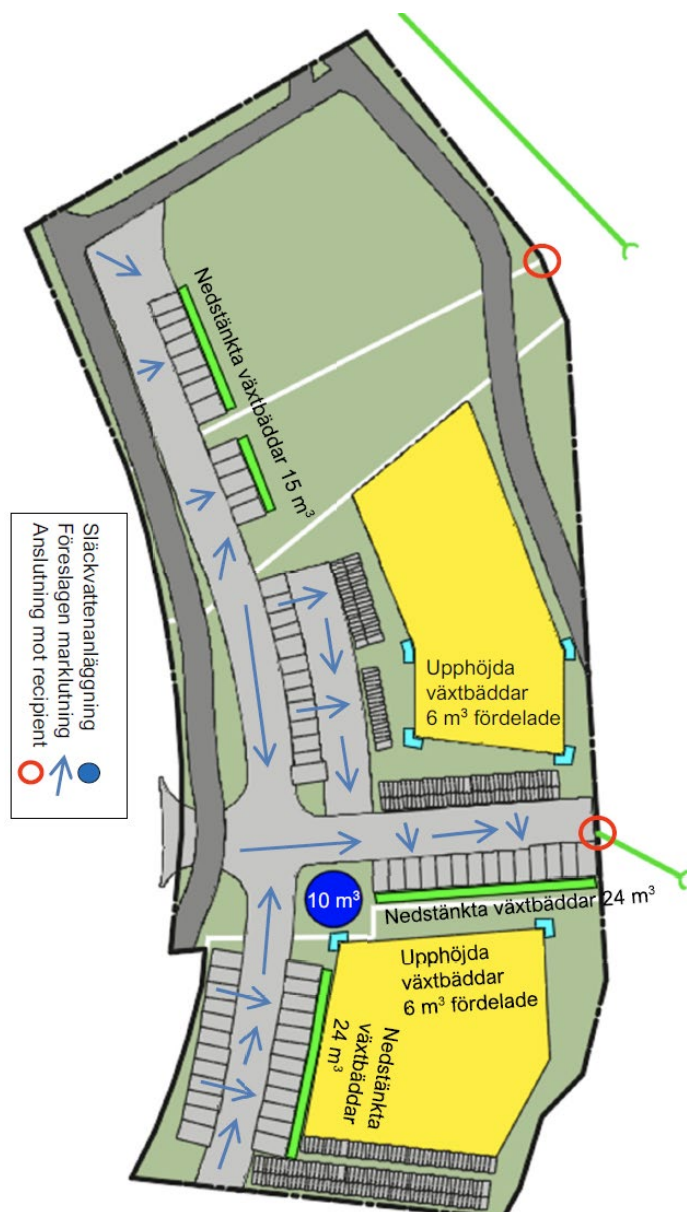 Nedstänkta växtbäddar 15 m³
Släckvattenanläggning
Föreslagen marklutning
Anslutning mot recipient
Upphöjda
växtbäddar
6 m³ fördelade
10 m³
Nedstänkta växtbäddar 24 m³
Upphöjda
växtbäddar
6 m³ fördelade
Nedstänkta
växtbäddar
24 m³